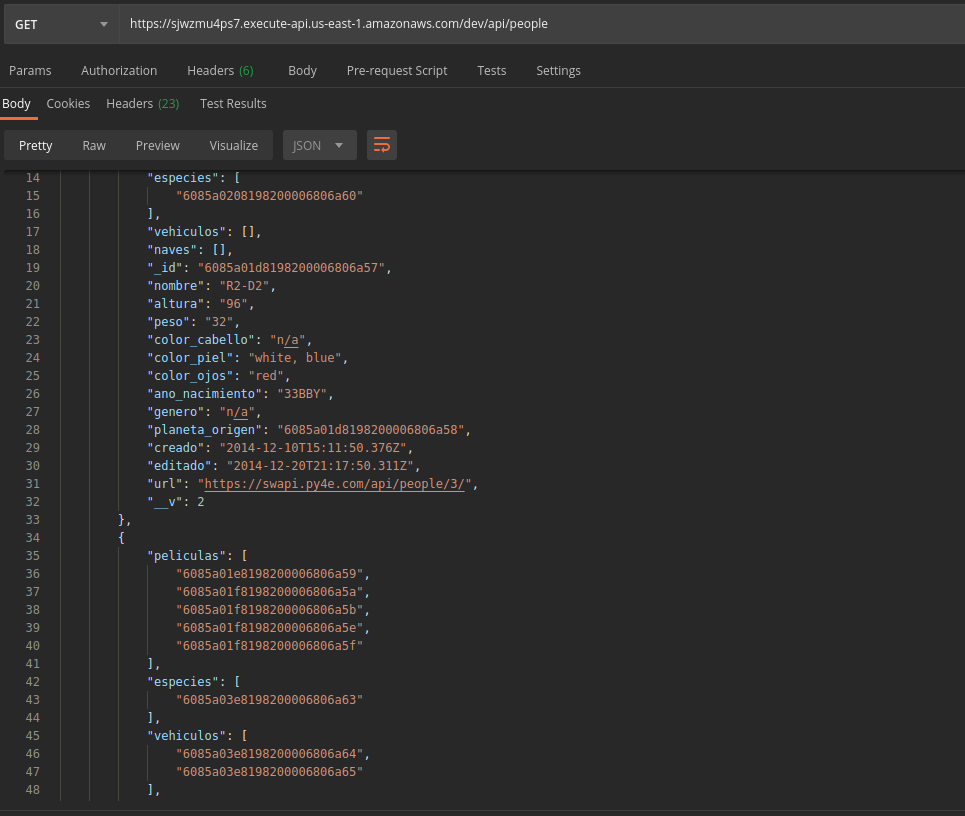 GET https://sjwzmu4ps7.execute-api.us-east-1.amazonaws.com/dev/api/people
Params Authorization Headers (6) Body Pre-request Script Tests Settings
Body Cookies Headers (23) Test Results
Pretty Raw Preview Visualize JSON
14 "especies": [
15 "6085a0208198200006806a60"
16 ],
17 "vehiculos": [],
18 "naves": [],
19 "_id": "6085a01d8198200006806a57",
20 "nombre": "R2-D2",
21 "altura": "96",
22 "peso": "32",
23 "color_cabello": "n/a",
24 "color_piel": "white, blue",
25 "color_ojos": "red",
26 "ano_nacimiento": "33BBY",
27 "genero": "n/a",
28 "planeta_origen": "6085a01d8198200006806a58",
29 "creado": "2014-12-10T15:11:50.376Z",
30 "editado": "2014-12-20T21:17:50.311Z",
31 "url": "https://swapi.py4e.com/api/people/3/",
32 "__v": 2
33 },
34 {
35 "peliculas": [
36 "6085a01e8198200006806a59",
37 "6085a01f8198200006806a5a",
38 "6085a01f8198200006806a5b",
39 "6085a01f8198200006806a5e",
40 "6085a01f8198200006806a5f"
41 ],
42 "especies": [
43 "6085a03e8198200006806a63"
44 ],
45 "vehiculos": [
46 "6085a03e8198200006806a64",
47 "6085a03e8198200006806a65"
48 ],